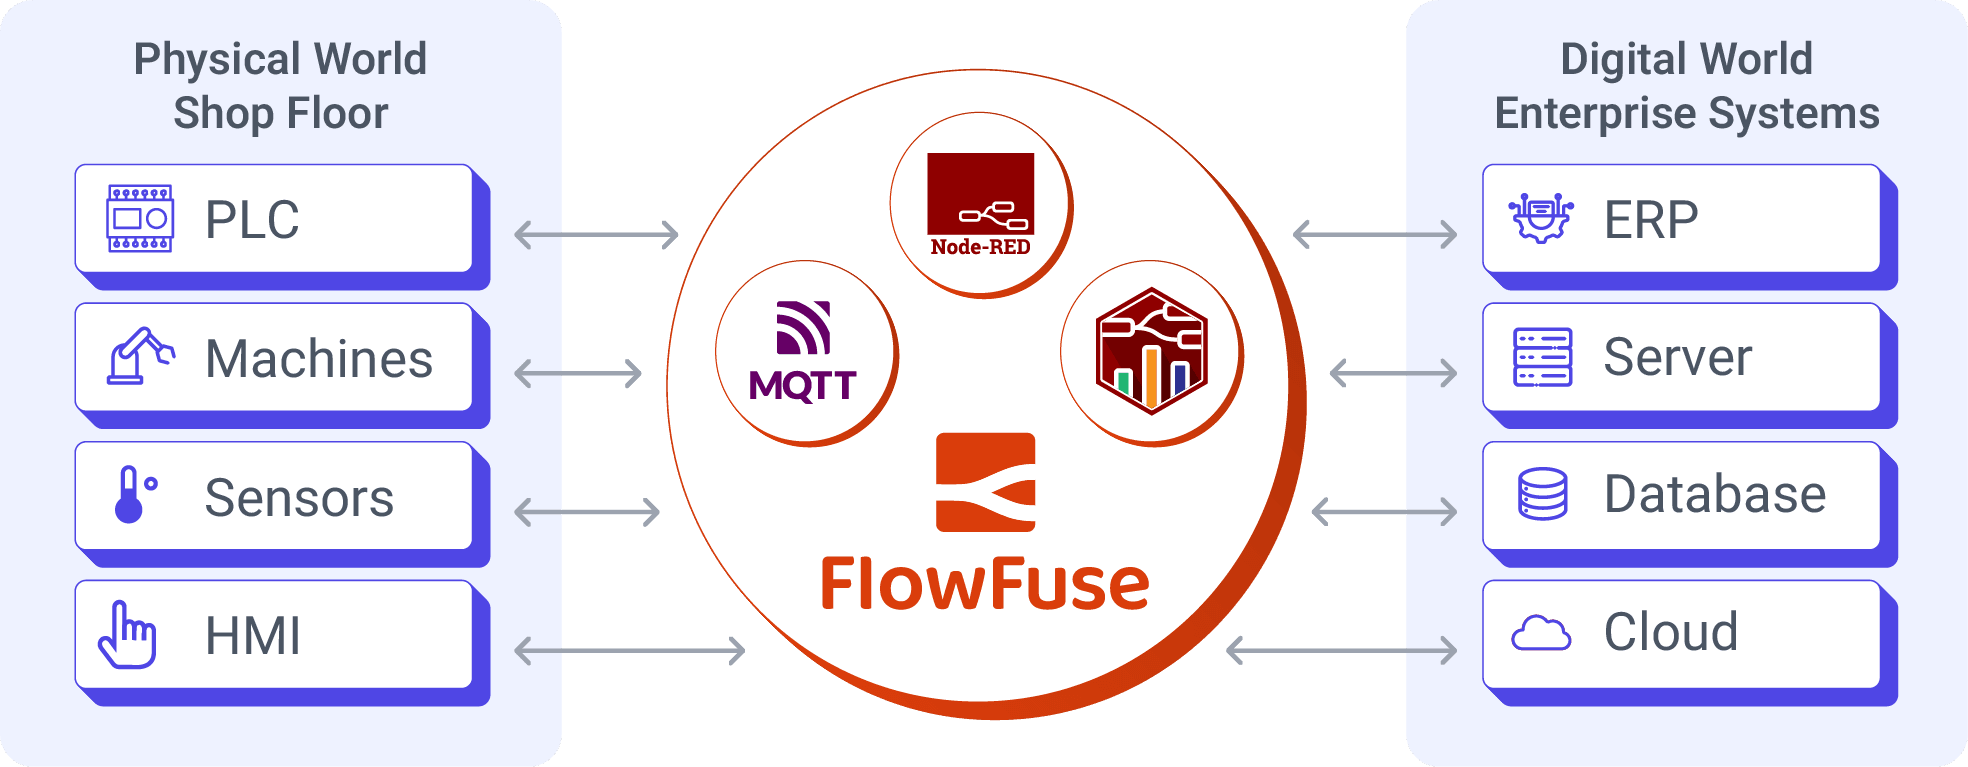 Physical World
Shop Floor
PLC
Machines
Sensors
HMI
Node-RED
MQTT
FlowFuse
Digital World
Enterprise Systems
ERP
Server
Database
Cloud